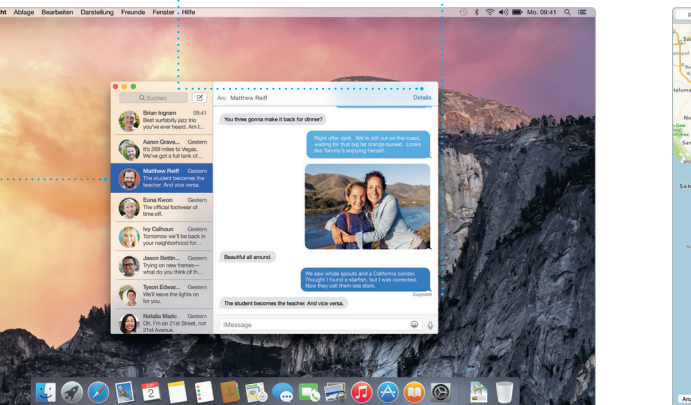 ht Ablage Bearbeiten Darstellung Freunde Fenster Hilfe
Mo. 09:41
Suchen
An: Matthew Reiff
Details
Brian Ingram 09:41
Best surfabilly jazz trio
you've ever heard. Am I...
Aaron Grave... Gestern
It's 269 miles to Vegas.
We've got a full tank of...
Matthew Reiff Gestern
The student becomes the
teacher. And vice versa.
Euna Kwon Gestern
The official footwear of
time off.
Ivy Calhoun Gestern
Tomorrow we'll be back in
your neighborhood for...
Jason Bettin... Gestern
Trying on new frames—
what do you think of th...
Tyson Edwar... Gestern
We'll leave the lights on
for you.
Natalia Maric Gestern
Oh, I'm on 21st Street, not
21st Avenue.
You three gonna make it back for dinner?
Right after dark. We're still out on the coast,
waiting for that big fat orange sunset. Looks
like Tammy's enjoying herself.
Beautiful all around.
We saw whale spouts and a California condor.
Thought I found a starfish, but I was corrected.
Now they call them sea stars.
Zugestellt
The student becomes the teacher. And vice versa.
iMessage
2